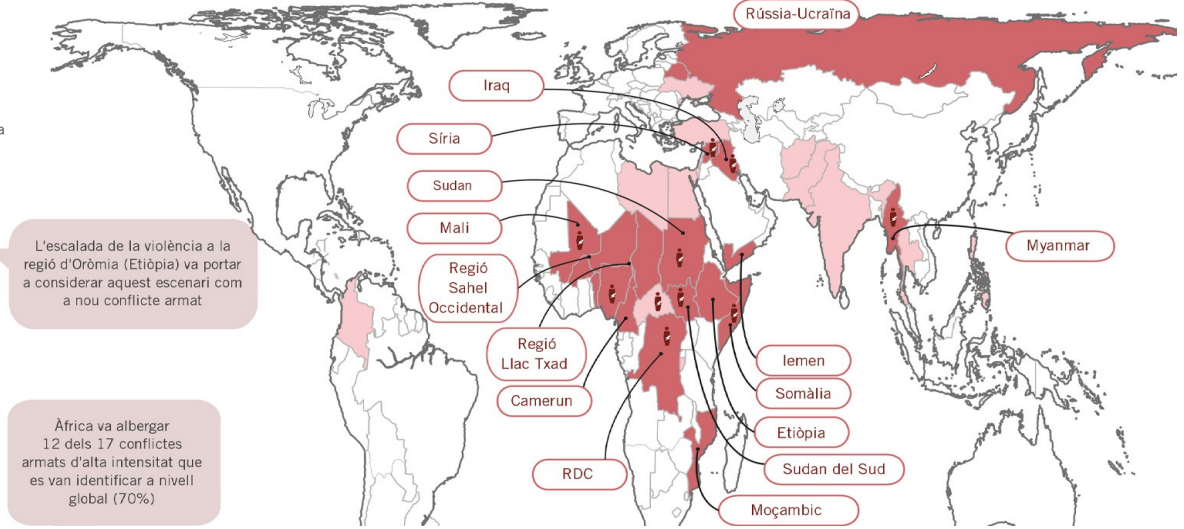 Rússia-Ucraïna
Iraq
a
Síria
Sudan
Mali
L'escalada de la violència a la
regió d'Oròmia (Etiòpia) va portar
a considerar aquest escenari com
a nou conflicte armat
Myanmar
Regió
Sahel
Occidental
Regió
Llac Txad
Iemen
Camerun
Somàlia
Àfrica va albergar
12 dels 17 conflictes
armats d'alta intensitat que
es van identificar a nivell
global (70%)
Etiòpia
RDC
Sudan del Sud
Moçambic